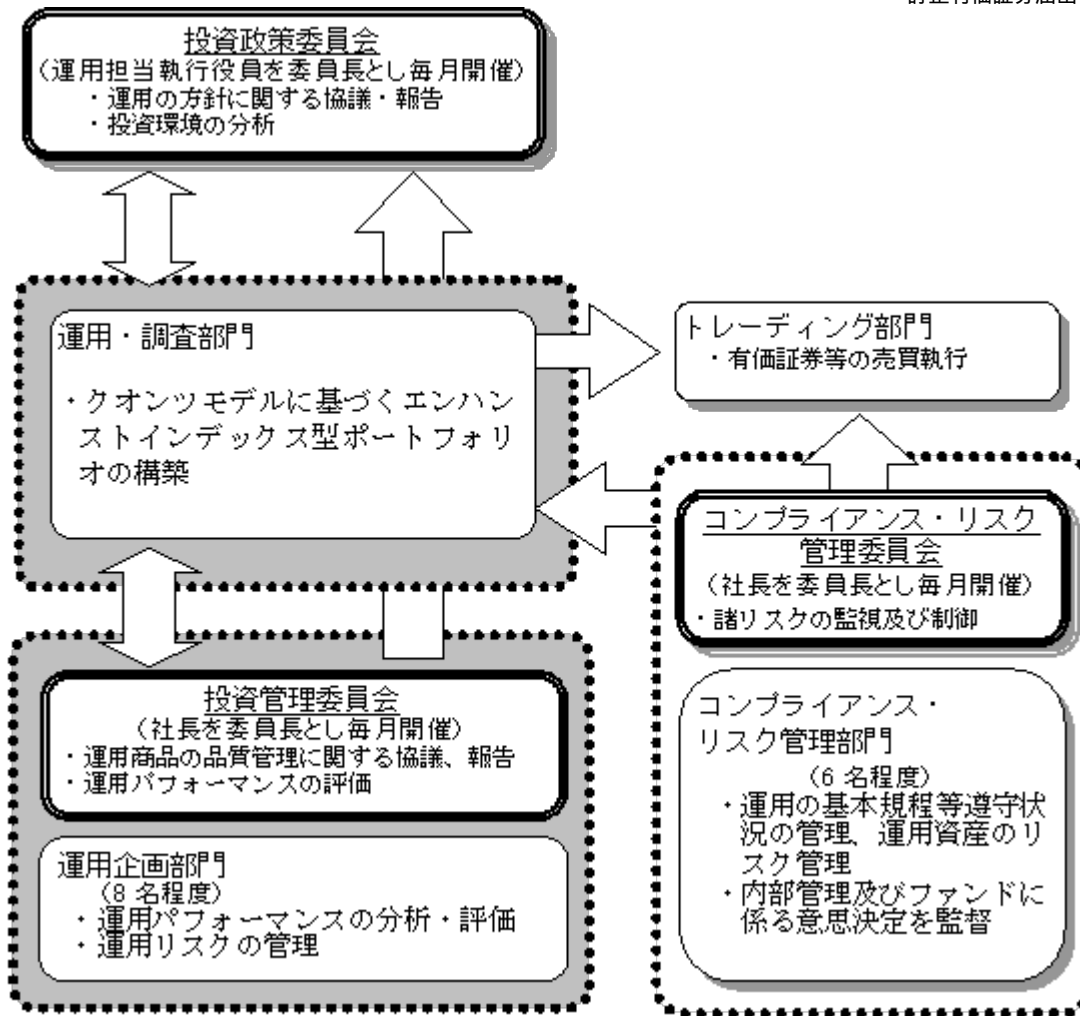 投資政策委員会
(運用担当執行役員を委員長とし毎月開催)
・運用の方針に関する協議・報告
・投資環境の分析
運用・調査部門
・クオンツモデルに基づくエンハン
ストインデックス型ポートフォリ
オの構築
トレーディング部門
・有価証券等の売買執行
投資管理委員会
(社長を委員長とし毎月開催)
・運用商品の品質管理に関する協議、報告
・運用パフォーマンスの評価
運用企画部門
(8 名程度)
・運用パフォーマンスの分析・評価
・運用リスクの管理
コンプライアンス・リスク
管理委員会
(社長を委員長とし毎月開催)
・諸リスクの監視及び制御
コンプライアンス・
リスク管理部門
(6 名程度)
・運用の基本規程等遵守状
況の管理、運用資産のリ
スク管理
・内部管理及びファンドに
係る意思決定を監督